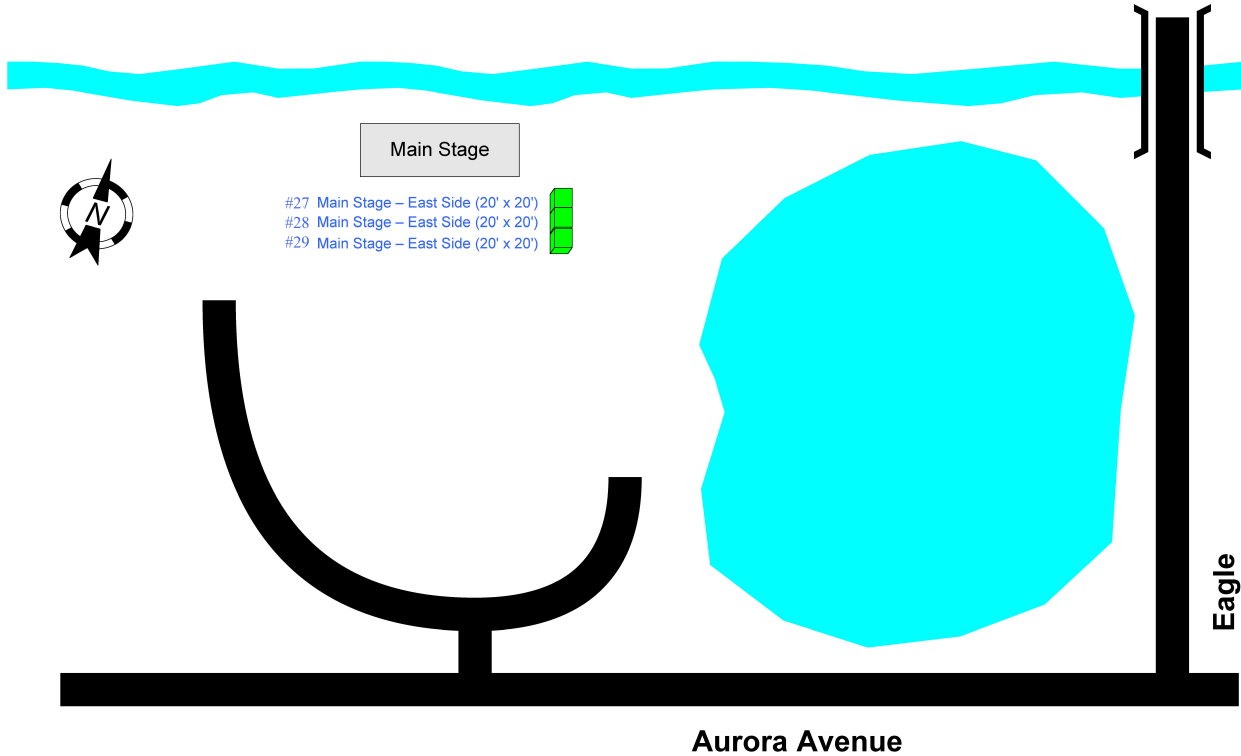 Main Stage
#27 Main Stage – East Side (20' x 20')
#28 Main Stage – East Side (20' x 20')
#29 Main Stage – East Side (20' x 20')
N
Eagle
Aurora Avenue